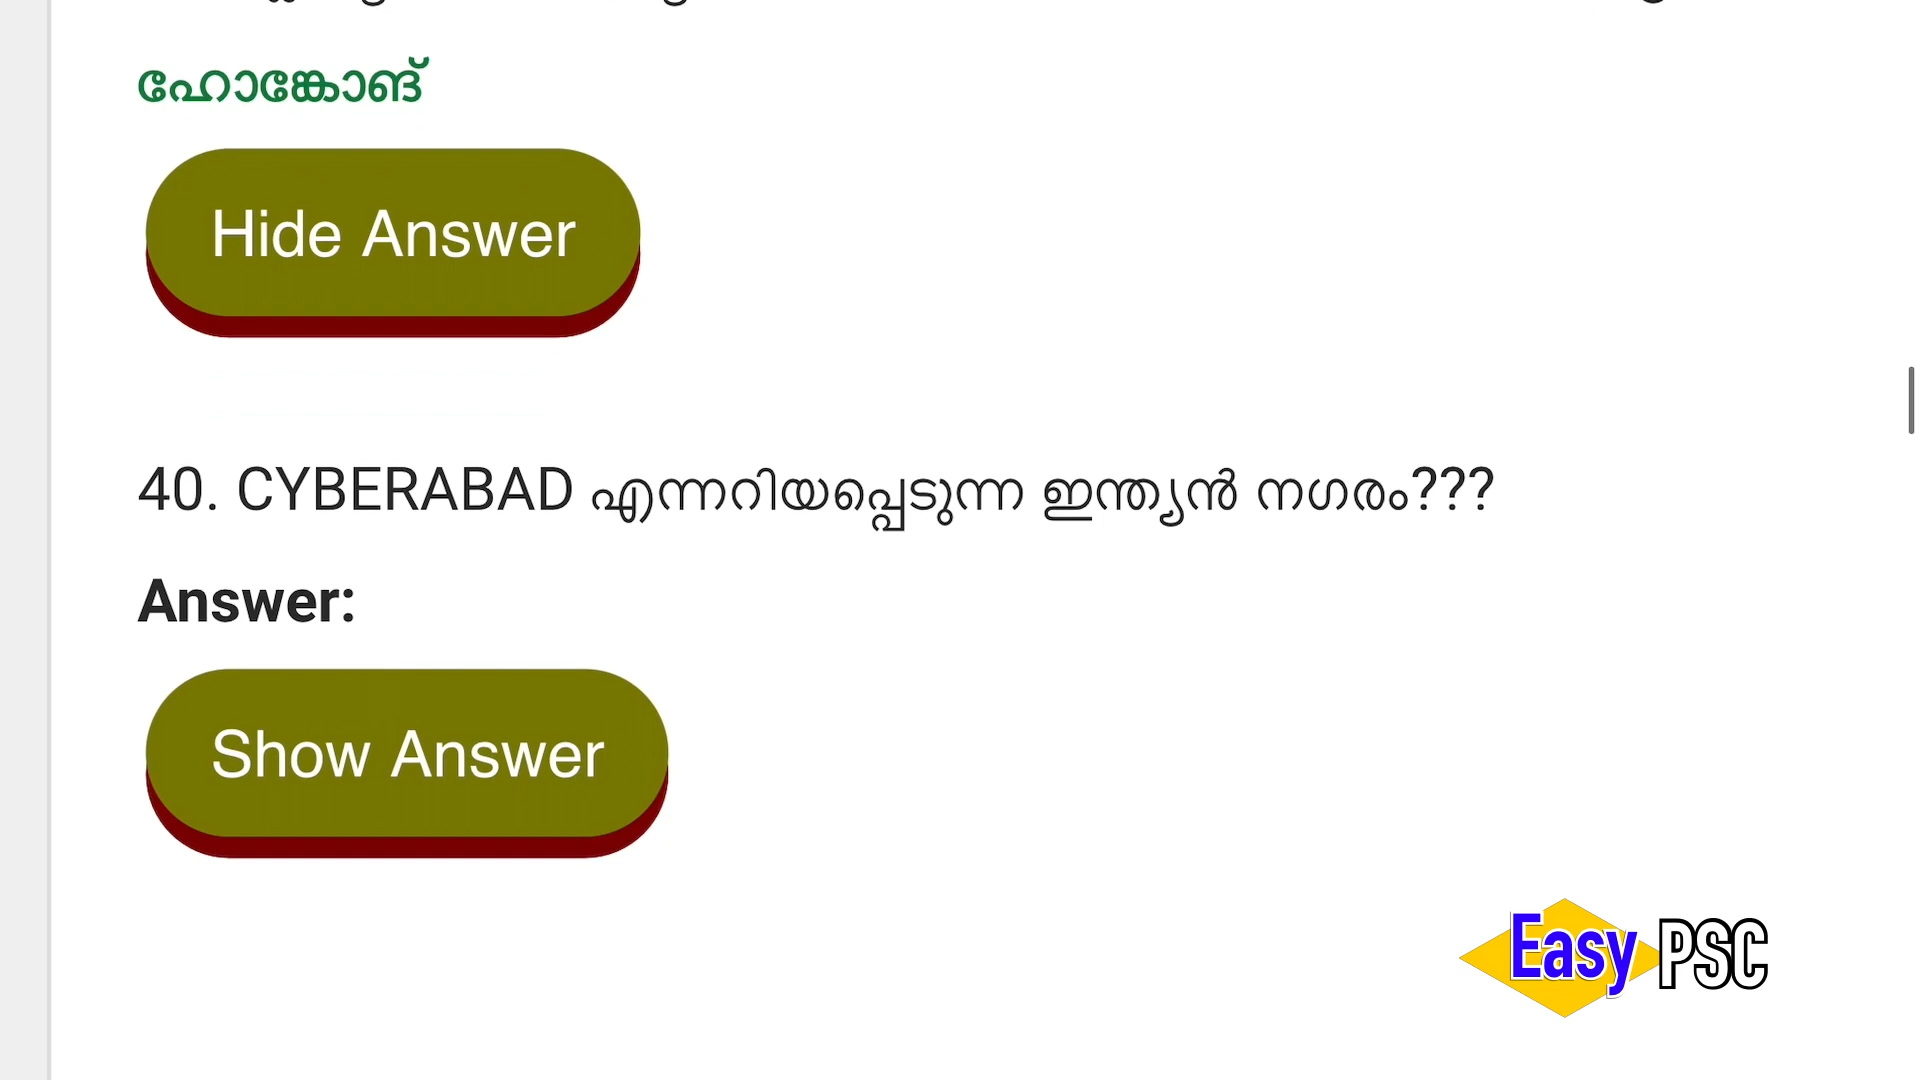 ഹോങ്കോങ്
Hide Answer
40. CYBERABAD എന്നറിയപ്പെടുന്ന ഇന്ത്യൻ നഗരം???
Answer:
Show Answer
Easy PSC